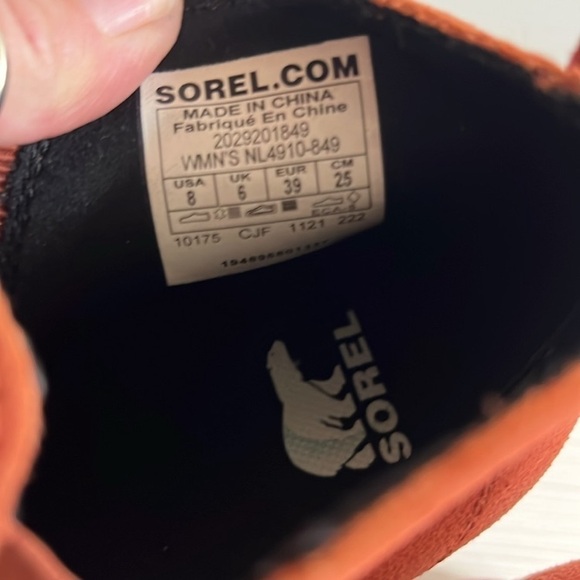 SOREL.COM
MADE IN CHINA
Fabriqué En Chine
2029201849
WMN'S NL4910-849
USA UK EUR CM
8 6 39 25
10175 CJF 1121 222
SOREL